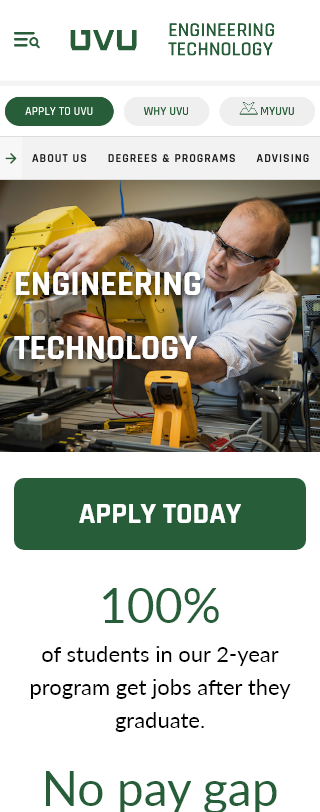 UVU
ENGINEERING
TECHNOLOGY
APPLY TO UVU
WHY UVU
MYUVU
ABOUT US
DEGREES & PROGRAMS
ADVISING
ENGINEERING
TECHNOLOGY
APPLY TODAY
100%
of students in our 2-year
program get jobs after they
graduate.
No pay gap